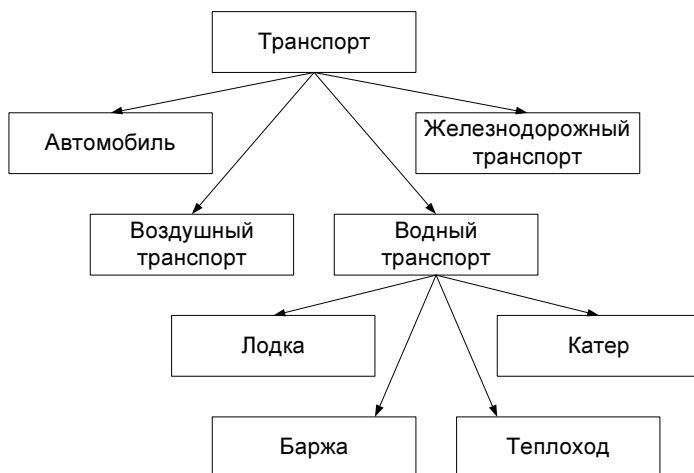 Транспорт
Автомобиль
Железнодорожный
транспорт
Воздушный
транспорт
Водный
транспорт
Лодка
Катер
Баржа
Теплоход